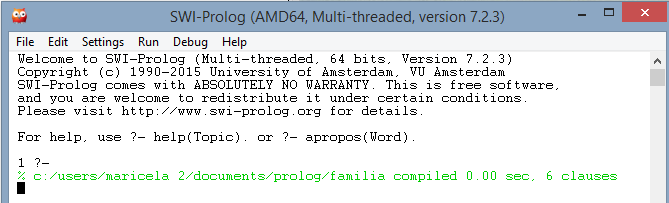 SWI-Prolog (AMD64, Multi-threaded, version 7.2.3)
File Edit Settings Run Debug Help
Welcome to SWI-Prolog (Multi-threaded, 64 bits, Version 7.2.3)
Copyright (c) 1990-2015 University of Amsterdam, VU Amsterdam
SWI-Prolog comes with ABSOLUTELY NO WARRANTY. This is free software,
and you are welcome to redistribute it under certain conditions.
Please visit http://www.swi-prolog.org for details.
For help, use ?- help(Topic). or ?- apropos(Word).
1 ?-
% c:/users/maricela 2/documents/prolog/familia compiled 0.00 sec, 6 clauses